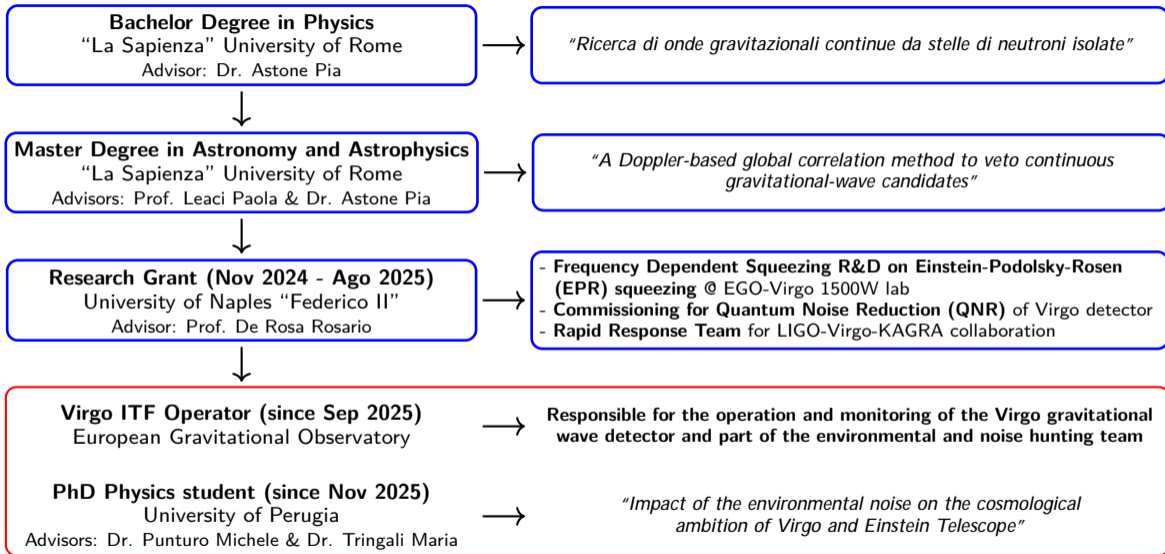 Bachelor Degree in Physics
“La Sapienza” University of Rome
Advisor: Dr. Astone Pia
“Ricerca di onde gravitazionali continue da stelle di neutroni isolate”
Master Degree in Astronomy and Astrophysics
“La Sapienza” University of Rome
Advisors: Prof. Leaci Paola & Dr. Astone Pia
“A Doppler-based global correlation method to veto continuous
gravitational-wave candidates”
Research Grant (Nov 2024 - Ago 2025)
University of Naples “Federico II”
Advisor: Prof. De Rosa Rosario
- Frequency Dependent Squeezing R&D on Einstein-Podolsky-Rosen
(EPR) squeezing @ EGO-Virgo 1500W lab
- Commissioning for Quantum Noise Reduction (QNR) of Virgo detector
- Rapid Response Team for LIGO-Virgo-KAGRA collaboration
Virgo ITF Operator (since Sep 2025)
European Gravitational Observatory
Responsible for the operation and monitoring of the Virgo gravitational
wave detector and part of the environmental and noise hunting team
PhD Physics student (since Nov 2025)
University of Perugia
Advisors: Dr. Punturo Michele & Dr. Tringali Maria
“Impact of the environmental noise on the cosmological
ambition of Virgo and Einstein Telescope”